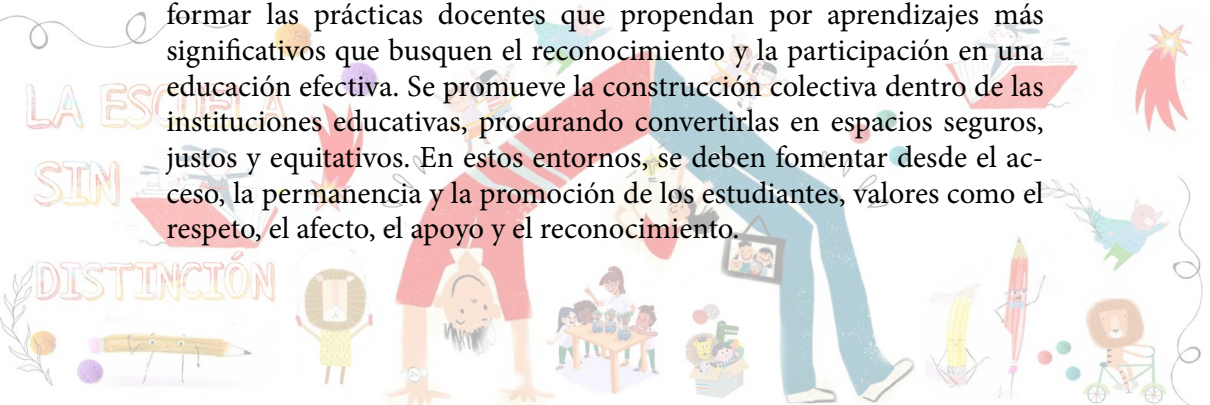 formar las prácticas docentes que propendan por aprendizajes más
significativos que busquen el reconocimiento y la participación en una
educación efectiva. Se promueve la construcción colectiva dentro de las
instituciones educativas, procurando convertirlas en espacios seguros,
justos y equitativos. En estos entornos, se deben fomentar desde el ac-
ceso, la permanencia y la promoción de los estudiantes, valores como el
respeto, el afecto, el apoyo y el reconocimiento.
LA ESCUELA
SIN
DISTINCIÓN